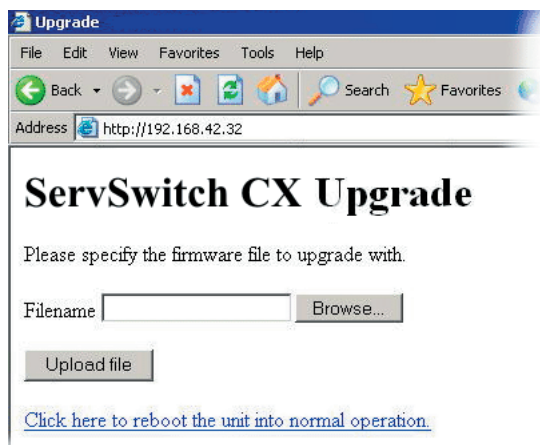 Upgrade
File Edit View Favorites Tools Help
Back Search Favorites
Address http://192.168.42.32
ServSwitch CX Upgrade
Please specify the firmware file to upgrade with.
Filename Browse...
Upload file
Click here to reboot the unit into normal operation.